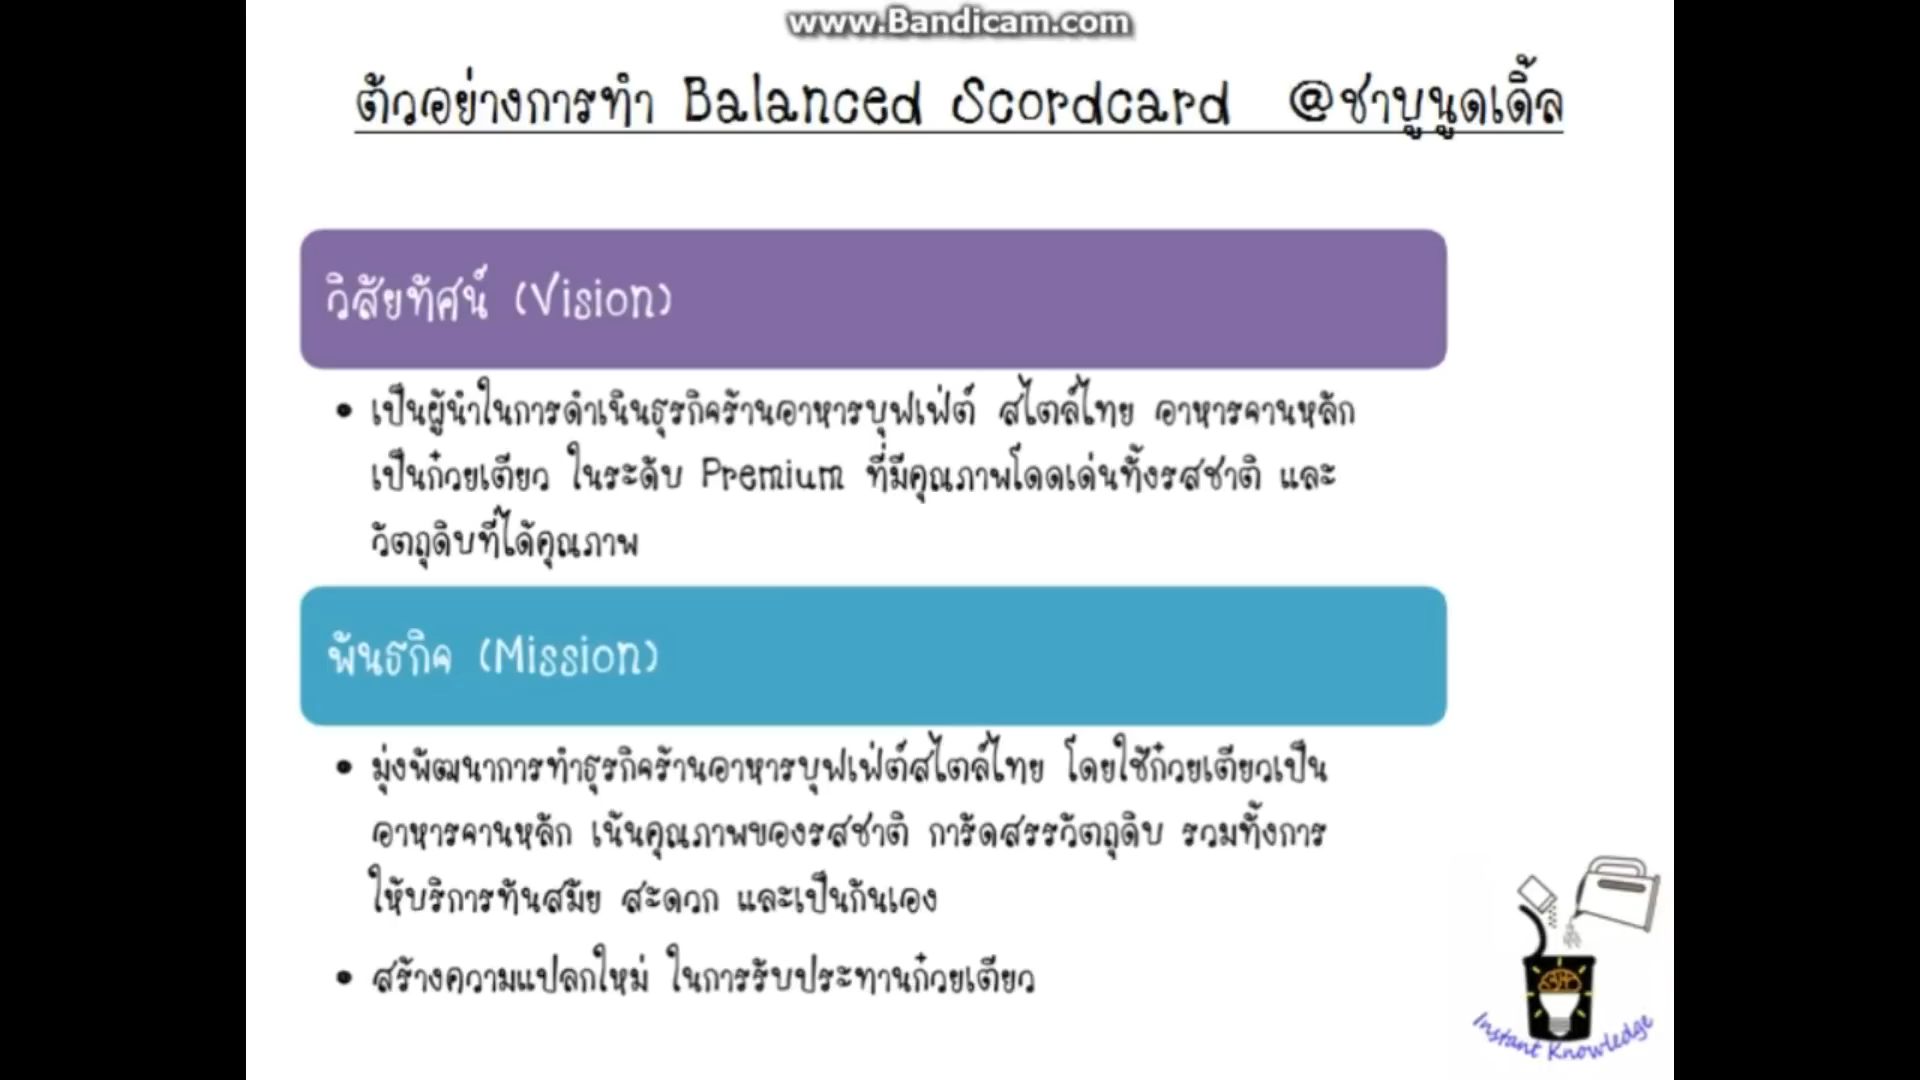 www.Bandicam.com
ตัวอย่างการทำ Balanced Scordcard @ชาบูนูดเดิ้ล
วิสัยทัศน์ (Vision)
• เป็นผู้นำในการดำเนินธุรกิจร้านอาหารบุฟเฟ่ต์ สไตล์ไทย อาหารจานหลัก
เป็นก๋วยเตียว ในระดับ Premium ที่มีคุณภาพโดดเด่นทั้งรสชาติ และ
วัตถุดิบที่ได้คุณภาพ
พันธกิจ (Mission)
• มุ่งพัฒนาการทำธุรกิจร้านอาหารบุฟเฟ่ต์สไตล์ไทย โดยใช้ก๋วยเตียวเป็น
อาหารจานหลัก เน้นคุณภาพของรสชาติ การัดสรรวัตถุดิบ รวมทั้งการ
ให้บริการทันสมัย สะดวก และเป็นกันเอง
• สร้างความแปลกใหม่ ในการรับประทานก๋วยเตียว
Instant Knowledge